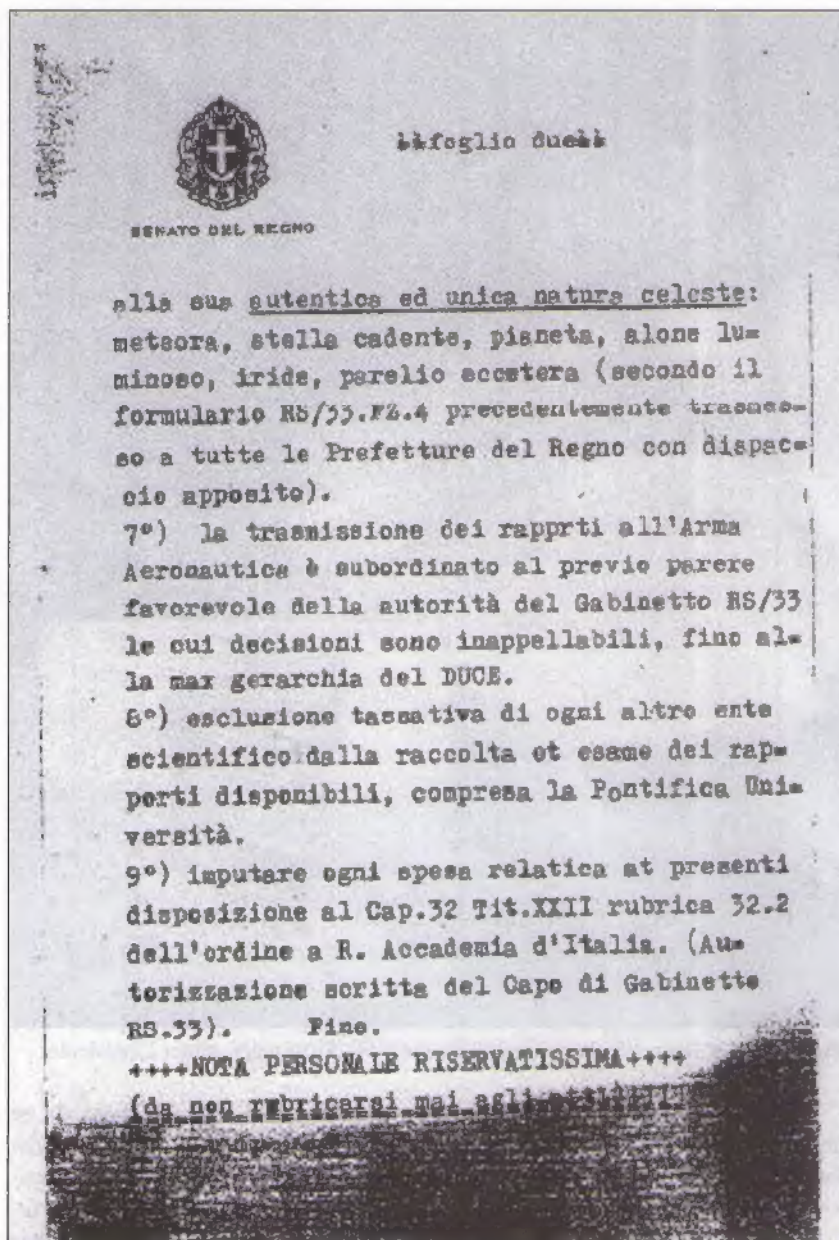 foglio due
SENATO DEL REGNO
alla sua autentica ed unica natura celeste:
meteora, stella cadente, pianeta, alone lu=
minoso, iride, parelio eccetera (secondo il
formulario RS/33.FZ.4 precedentemente trasmes=
so a tutte le Prefetture del Regno con dispac=
cio apposito).
7°) la trasmissione dei rapprti all'Arma
Aeronautica è subordinato al previo parere
favorevole della autorità del Gabinetto RS/33
le cui decisioni sono inappellabili, fino al=
la max gerarchia del DUCE.
8°) esclusione tassativa di ogni altro ente
scientifico dalla raccolta et esame dei rap=
porti disponibili, compresa la Pontifica Uni=
versità.
9°) imputare ogni spesa relativa at presenti
disposizione al Cap.32 Tit.XXII rubrica 32.2
dell'ordine a R. Accademia d'Italia. (Au=
torizzazione scritta del Capo di Gabinetto
RS.33). Fine.
++++NOTA PERSONALE RISERVATISSIMA++++
(da non rubricarsi mai agli atti